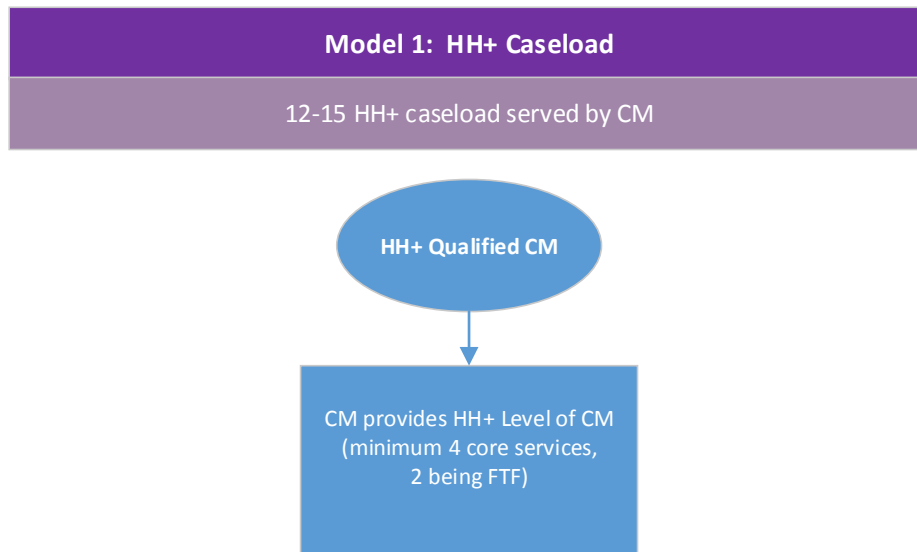 Model 1: HH+ Caseload
12-15 HH+ caseload served by CM
HH+ Qualified CM
CM provides HH+ Level of CM
(minimum 4 core services,
2 being FTF)